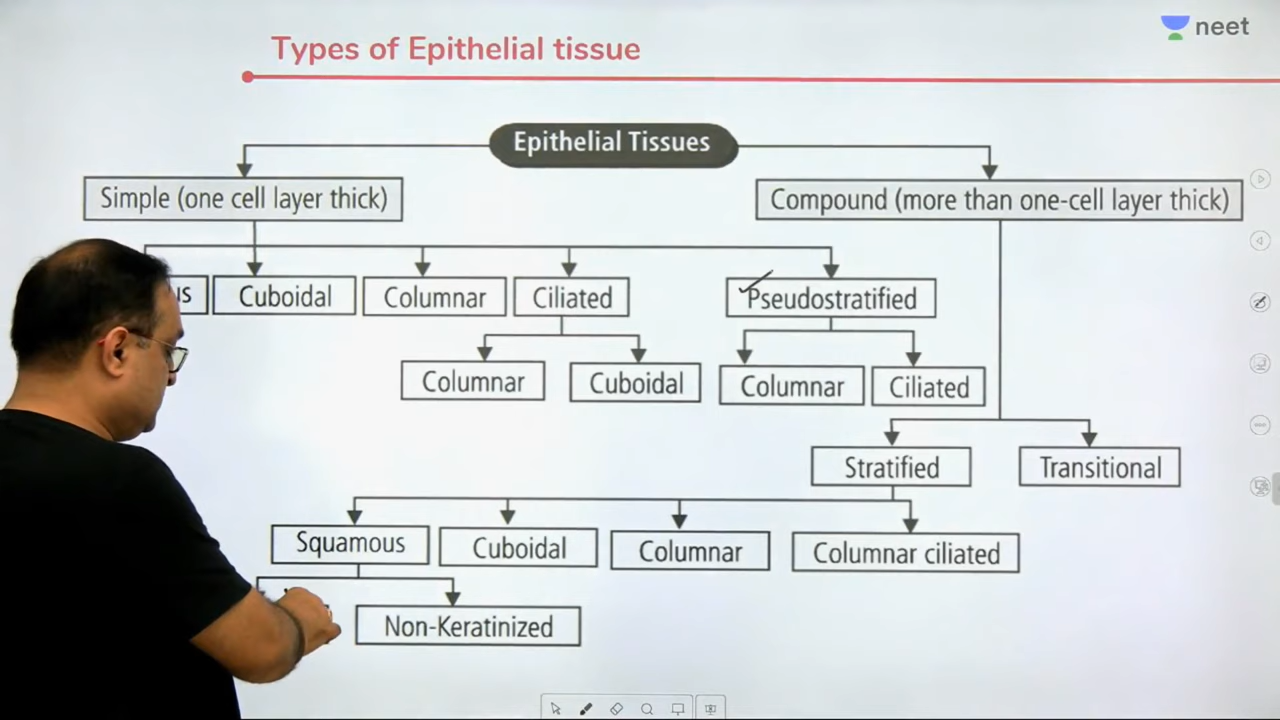 neet
Types of Epithelial tissue
Epithelial Tissues
Simple (one cell layer thick)
Compound (more than one-cell layer thick)
Cuboidal
Columnar
Ciliated
Pseudostratified
Columnar
Cuboidal
Columnar
Ciliated
Stratified
Transitional
Squamous
Cuboidal
Columnar
Columnar ciliated
Non-Keratinized